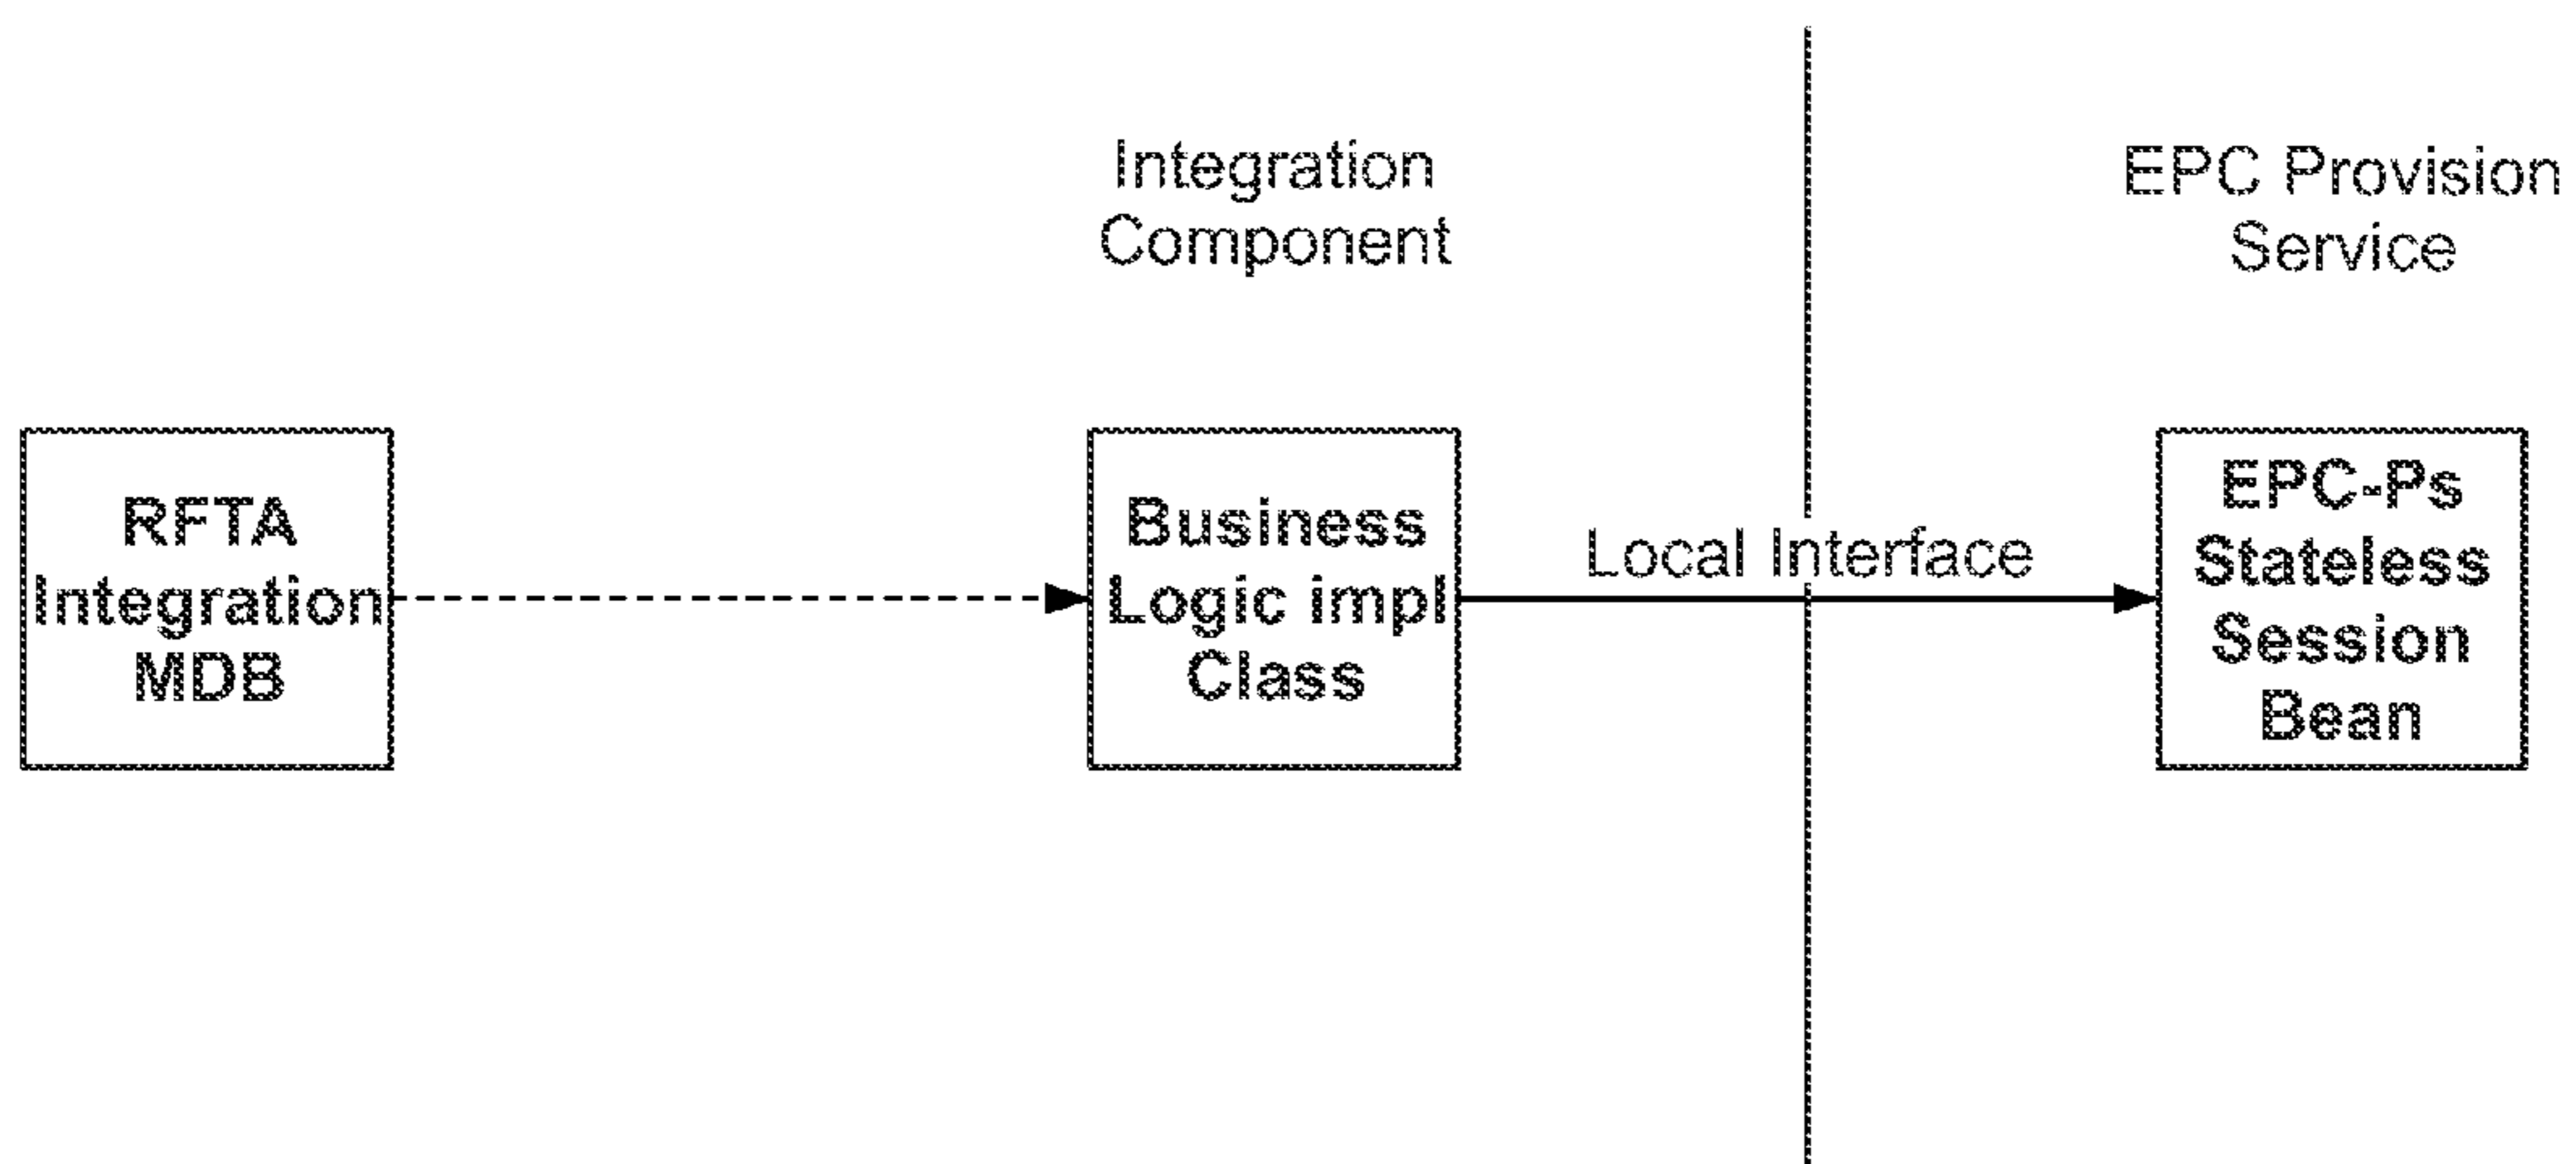 Integration
Component
EPC Provision
Service
RFTA
Integration
MDB
Business
Logic impl
Class
Local Interface
EPC-Ps
Stateless
Session
Bean